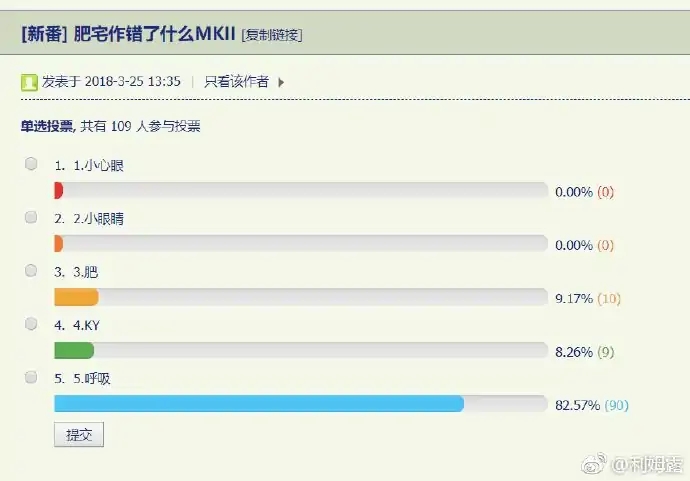 [新番] 肥宅作错了什么MKII [复制链接]
发表于 2018-3-25 13:35 | 只看该作者
单选投票, 共有 109 人参与投票
1. 1.小心眼
0.00% (0)
2. 2.小眼睛
0.00% (0)
3. 3.肥
9.17% (10)
4. 4.KY
8.26% (9)
5. 5.呼吸
82.57% (90)
提交
@利姆露